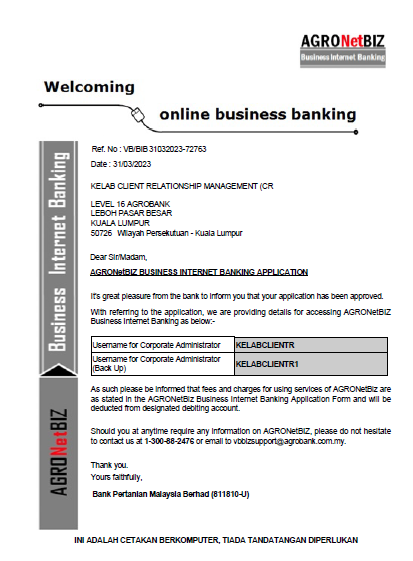 AGRONetBIZ
Business Internet Banking
Welcoming
online business banking
Business Internet Banking
AGRONetBIZ
Ref. No : VB/BIB31032023-72763
Date : 31/03/2023
KELAB CLIENT RELATIONSHIP MANAGEMENT (CR
LEVEL 16 AGROBANK
LEBOH PASAR BESAR
KUALA LUMPUR
50726 Wilayah Persekutuan - Kuala Lumpur
Dear Sir/Madam,
AGRONetBIZ BUSINESS INTERNET BANKING APPLICATION
It's great pleasure from the bank to inform you that your application has been approved.
With referring to the application, we are providing details for accessing AGRONetBIZ
Business Internet Banking as below:-
Username for Corporate Administrator KELABCLIENTR
Username for Corporate Administrator
(Back Up) KELABCLIENTR1
As such please be informed that fees and charges for using services of AGRONetBiz are
as stated in the AGRONetBiz Business Internet Banking Application Form and will be
deducted from designated debiting account.
Should you at anytime require any information on AGRONetBIZ, please do not hesitate
to contact us at 1-300-88-2476 or email to vbbizsupport@agrobank.com.my.
Thank you.
Yours faithfully,
Bank Pertanian Malaysia Berhad (811810-U)
INI ADALAH CETAKAN BERKOMPUTER, TIADA TANDATANGAN DIPERLUKAN